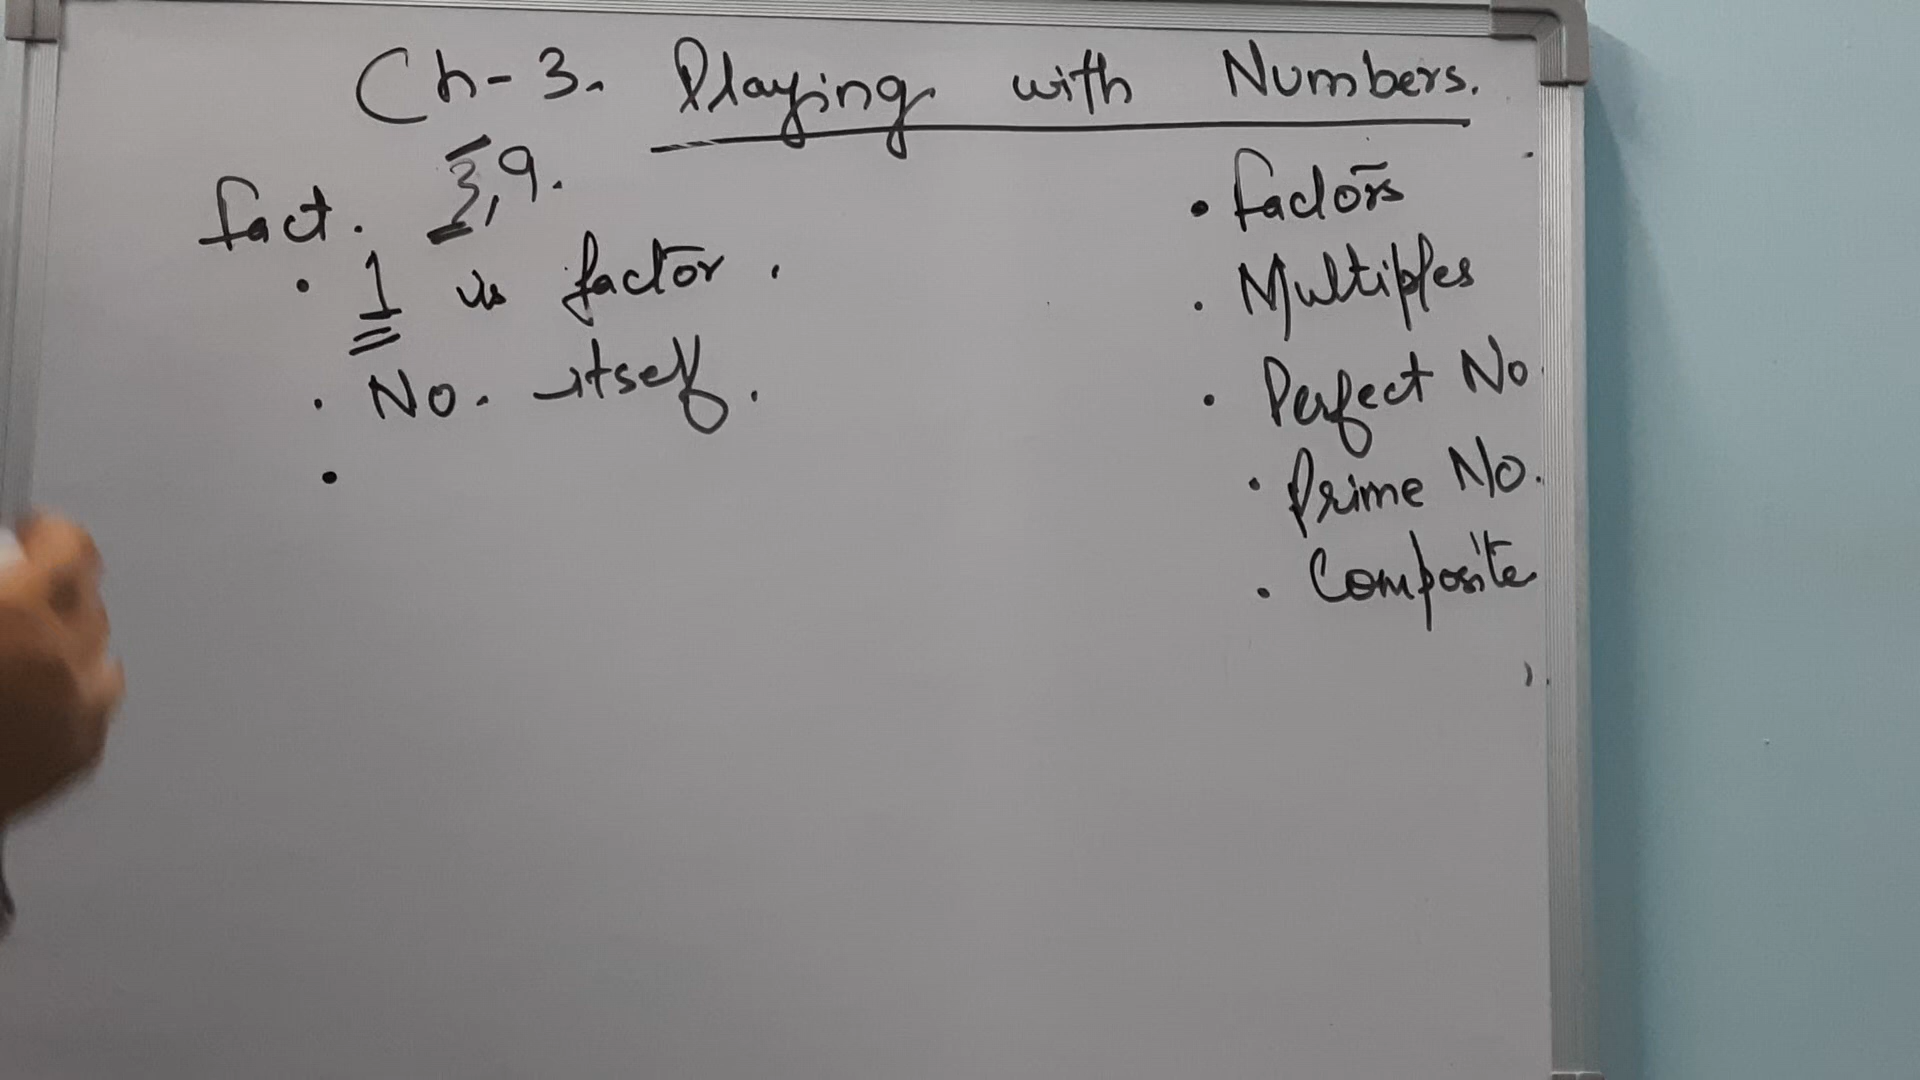 Ch-3. Playing with Numbers.
fact. 3,9.
• 1 is factor.
• No. itself.
•
• factors
• Multiples
• Perfect No.
• Prime No.
• Composite